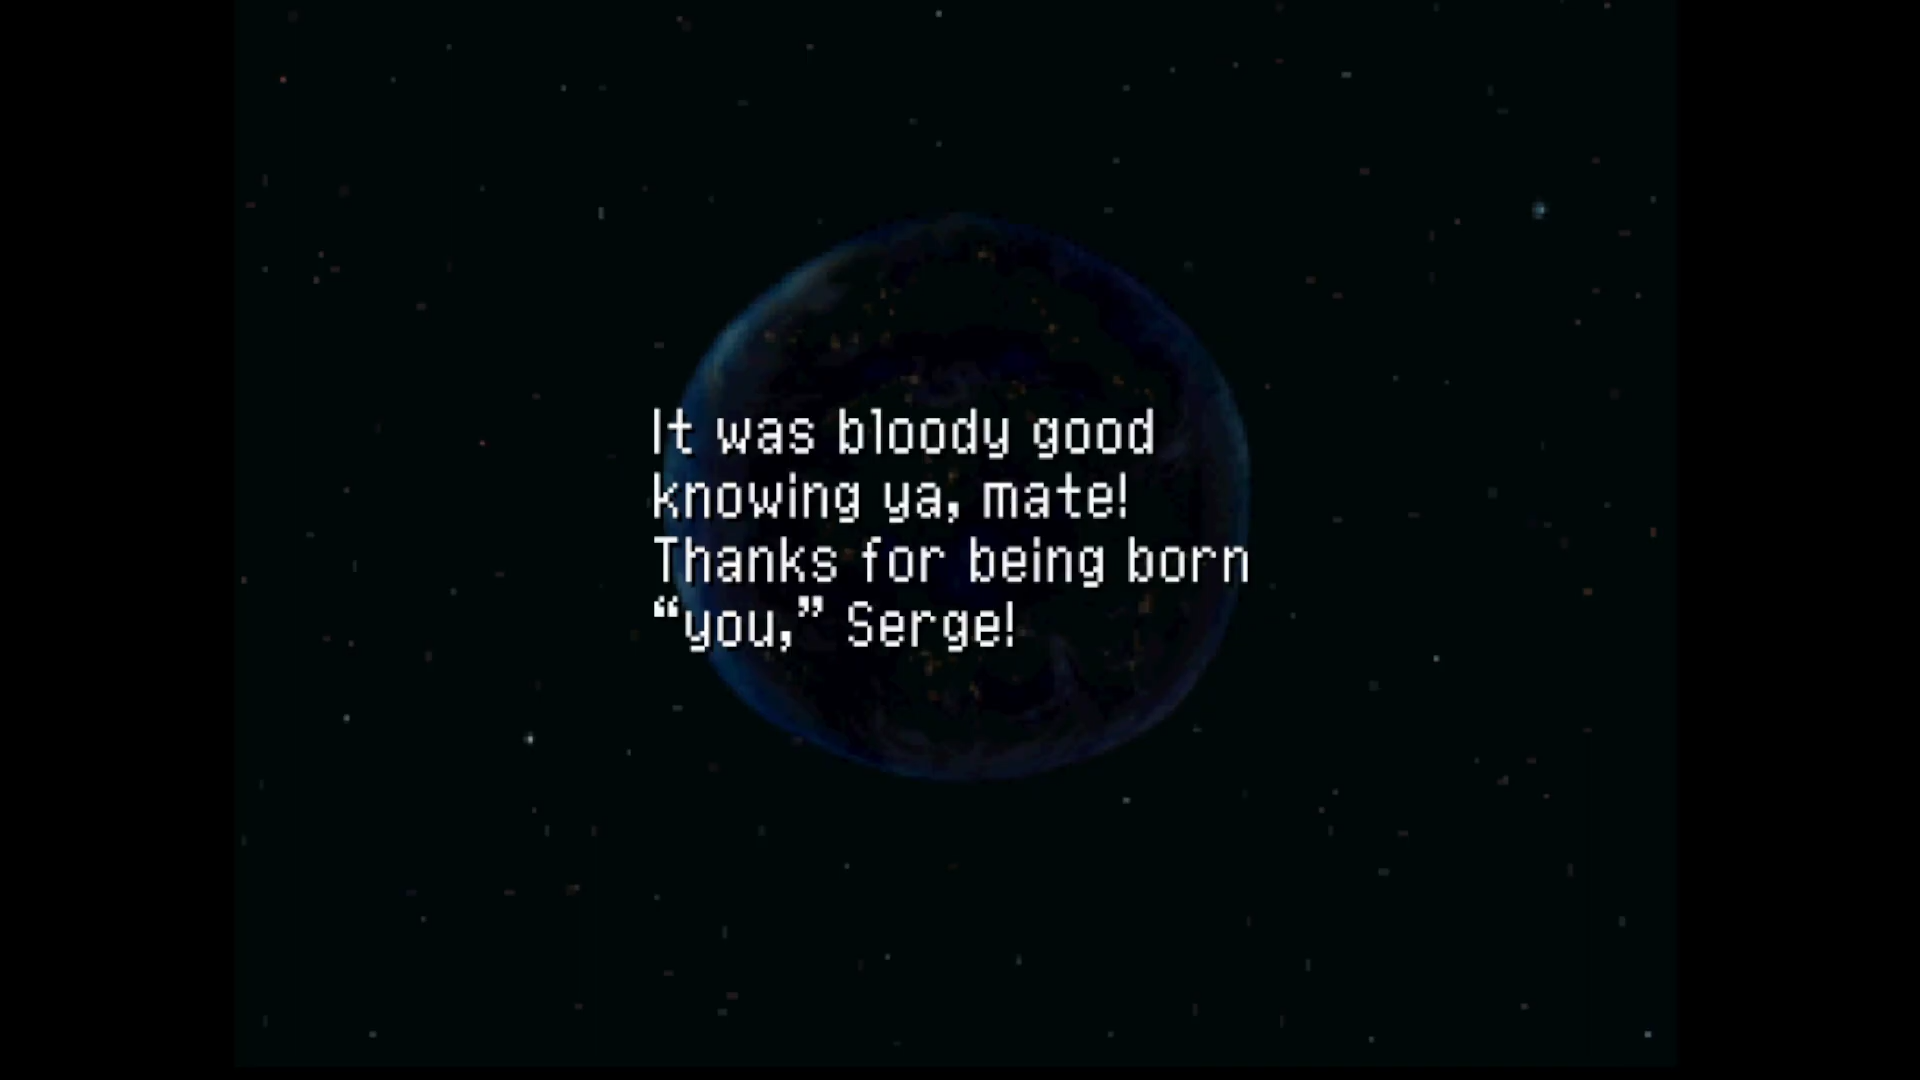 It was bloody good
knowing ya, mate!
Thanks for being born
“you,” Serge!